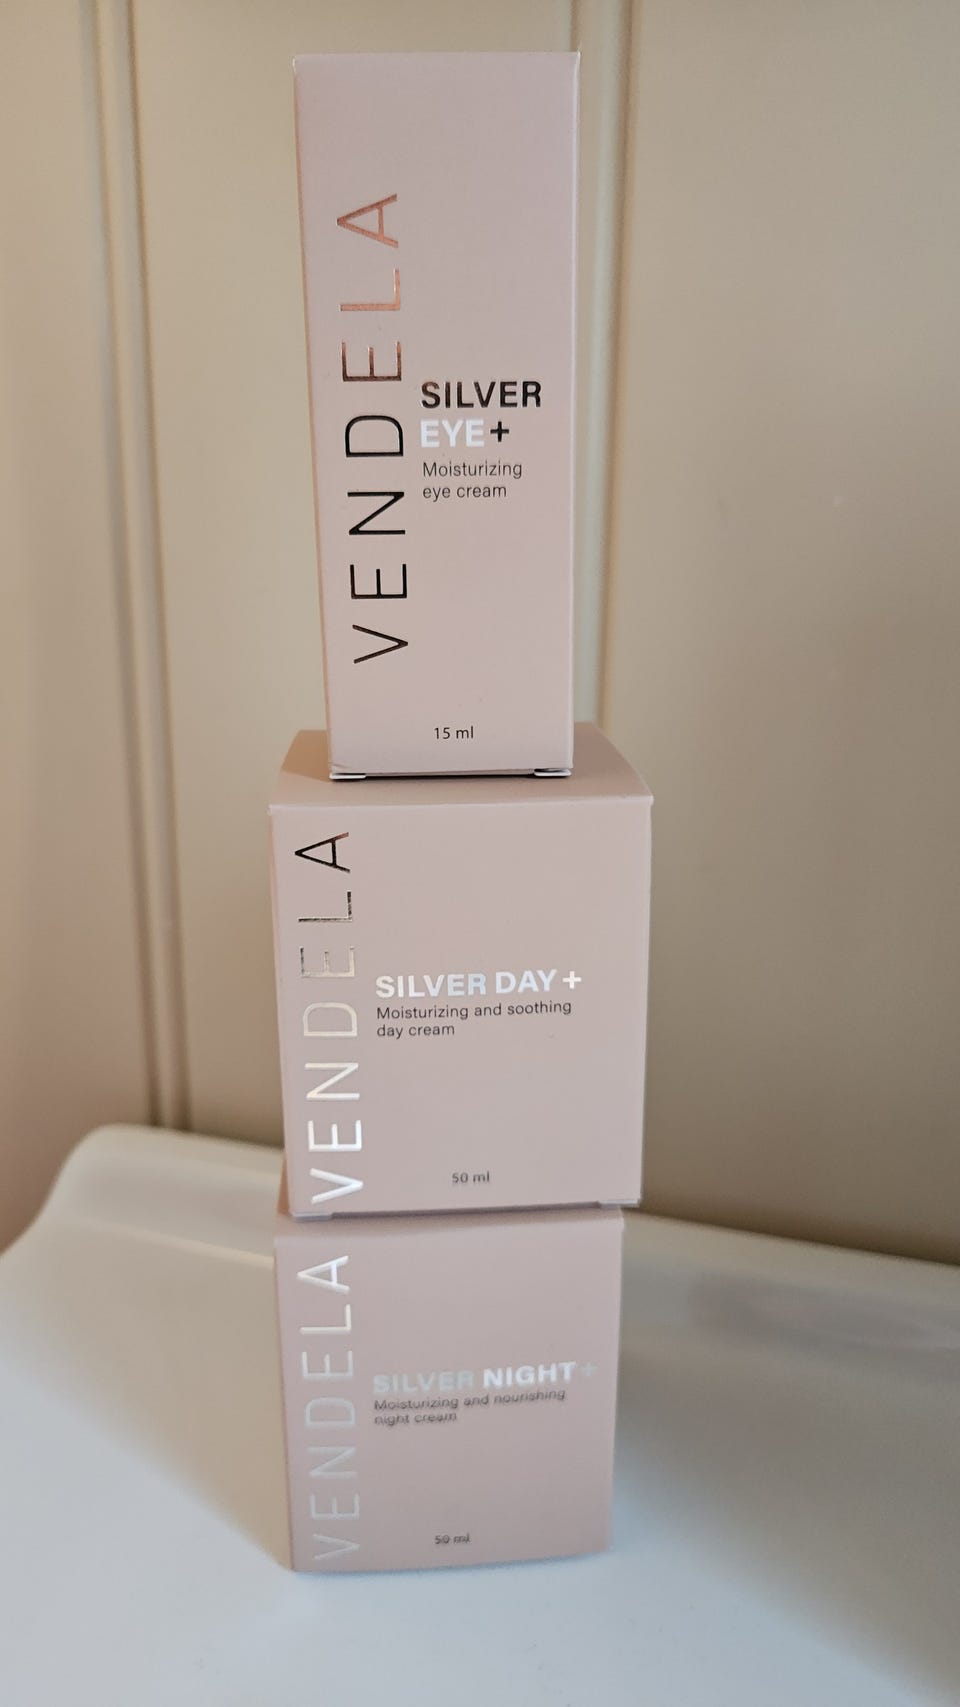 VENDELA
SILVER
EYE+
Moisturizing
eye cream
15 ml
VENDELA
SILVER DAY+
Moisturizing and soothing
day cream
50 ml
VENDELA
SILVER NIGHT+
Moisturizing and nourishing
night cream
50 ml